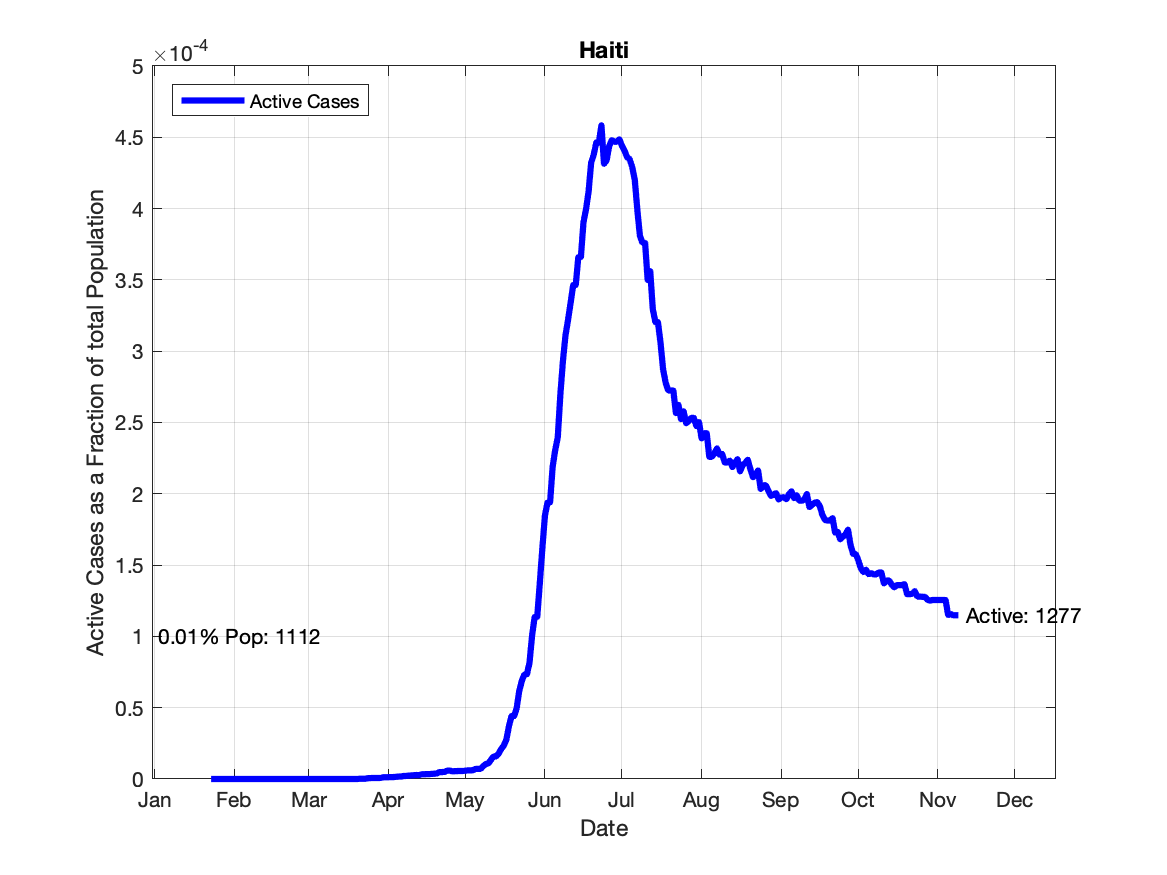 Haiti
×10-4
Active Cases
5
4.5
4
3.5
3
2.5
2
1.5
1
0.5
0
Active Cases as a Fraction of total Population
0.01% Pop: 1112
Active: 1277
Jan Feb Mar Apr May Jun Jul Aug Sep Oct Nov Dec
Date